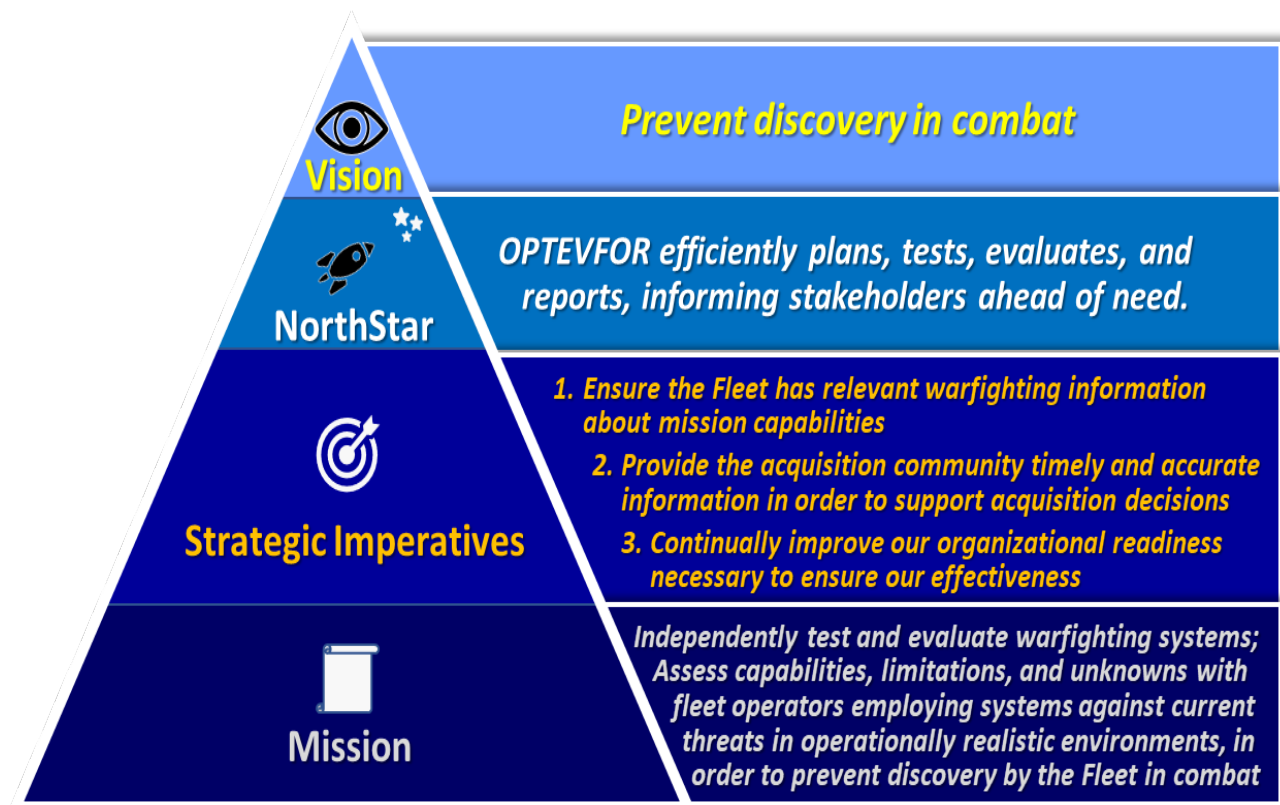 Vision
Prevent discovery in combat
NorthStar
OPTEVFOR efficiently plans, tests, evaluates, and
reports, informing stakeholders ahead of need.
Strategic Imperatives
1. Ensure the Fleet has relevant warfighting information
about mission capabilities
2. Provide the acquisition community timely and accurate
information in order to support acquisition decisions
3. Continually improve our organizational readiness
necessary to ensure our effectiveness
Mission
Independently test and evaluate warfighting systems;
Assess capabilities, limitations, and unknowns with
fleet operators employing systems against current
threats in operationally realistic environments, in
order to prevent discovery by the Fleet in combat